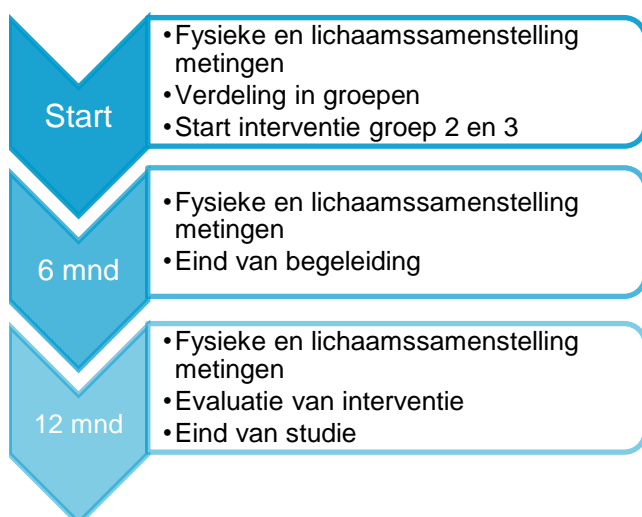 Start
•Fysieke en lichaamssamenstelling
metingen
•Verdeling in groepen
•Start interventie groep 2 en 3
6 mnd
•Fysieke en lichaamssamenstelling
metingen
•Eind van begeleiding
12 mnd
•Fysieke en lichaamssamenstelling
metingen
•Evaluatie van interventie
•Eind van studie